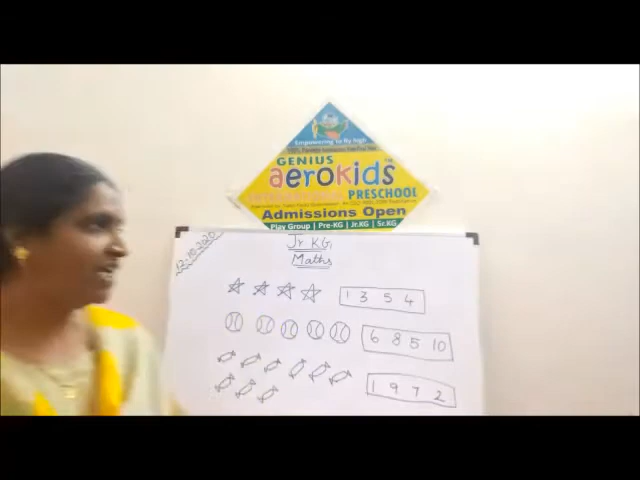 Empowering to fly high
GENIUS
aerokids
PRESCHOOL
Admissions Open
Play Group | Pre-KG | Jr.KG | Sr.KG
12.10.2020
Jr KG
Maths
1 3 5 4
6 8 5 10
1 9 7 2